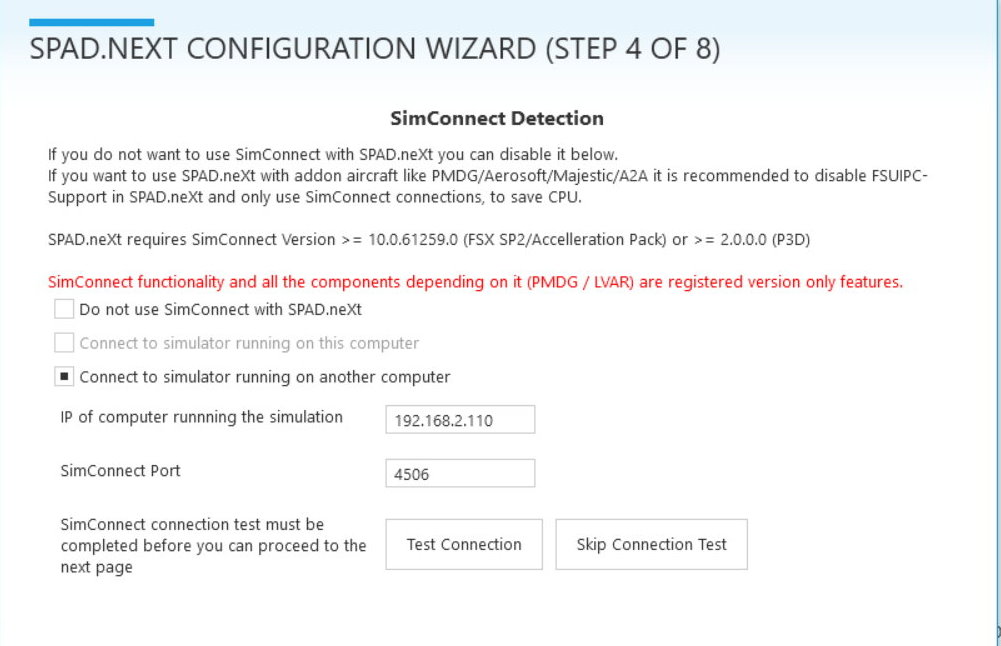 SPAD.NEXT CONFIGURATION WIZARD (STEP 4 OF 8)
SimConnect Detection
If you do not want to use SimConnect with SPAD.neXt you can disable it below.
If you want to use SPAD.neXt with addon aircraft like PMDG/Aerosoft/Majestic/A2A it is recommended to disable FSUIPC-
Support in SPAD.neXt and only use SimConnect connections, to save CPU.
SPAD.neXt requires SimConnect Version >= 10.0.61259.0 (FSX SP2/Accelleration Pack) or >= 2.0.0.0 (P3D)
SimConnect functionality and all the components depending on it (PMDG / LVAR) are registered version only features.
Do not use SimConnect with SPAD.neXt
Connect to simulator running on this computer
Connect to simulator running on another computer
IP of computer runnning the simulation
192.168.2.110
SimConnect Port
4506
SimConnect connection test must be
completed before you can proceed to the
next page
Test Connection
Skip Connection Test